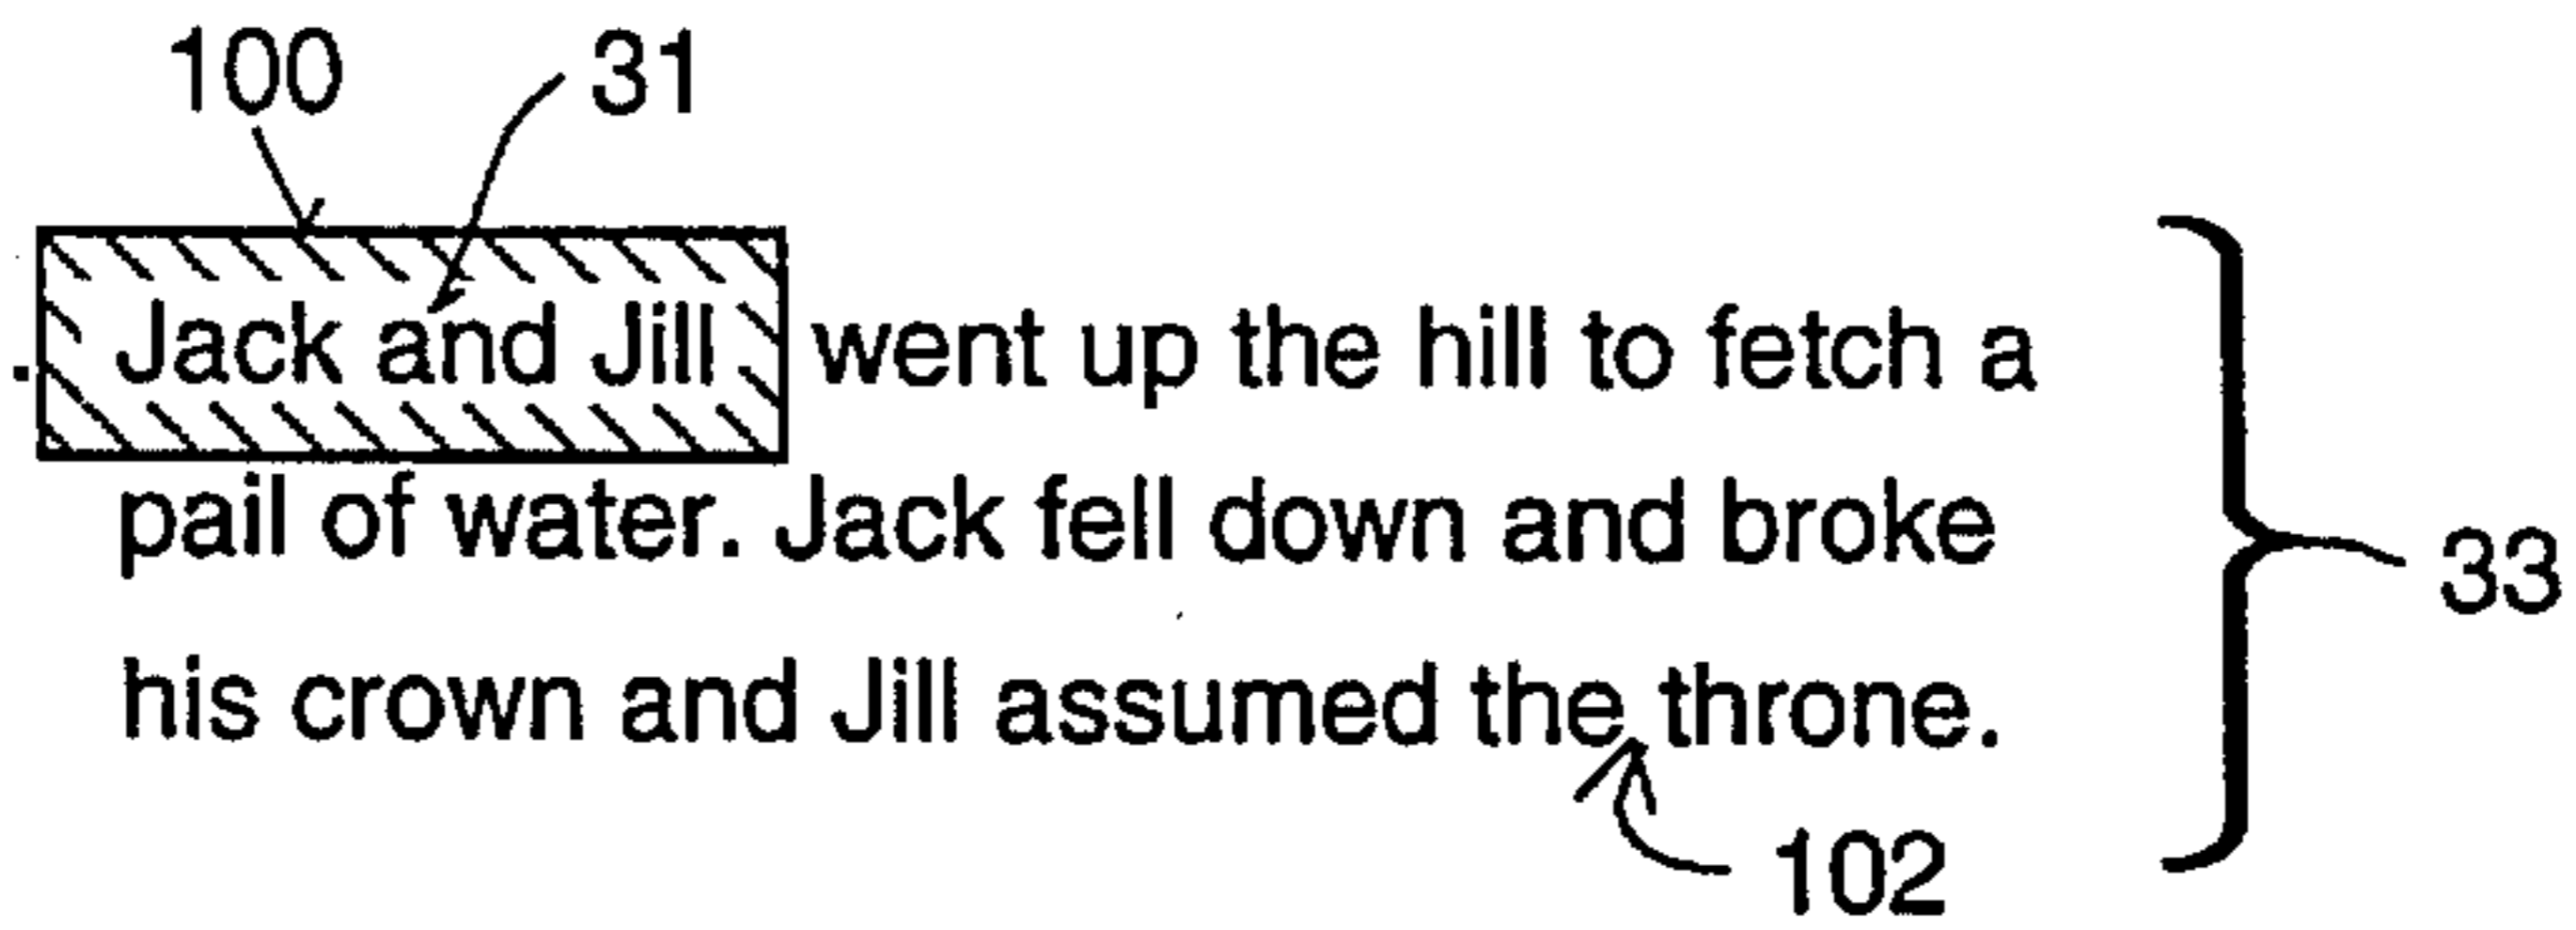 100 31
Jack and Jill went up the hill to fetch a
pail of water. Jack fell down and broke
his crown and Jill assumed the throne.
33
102